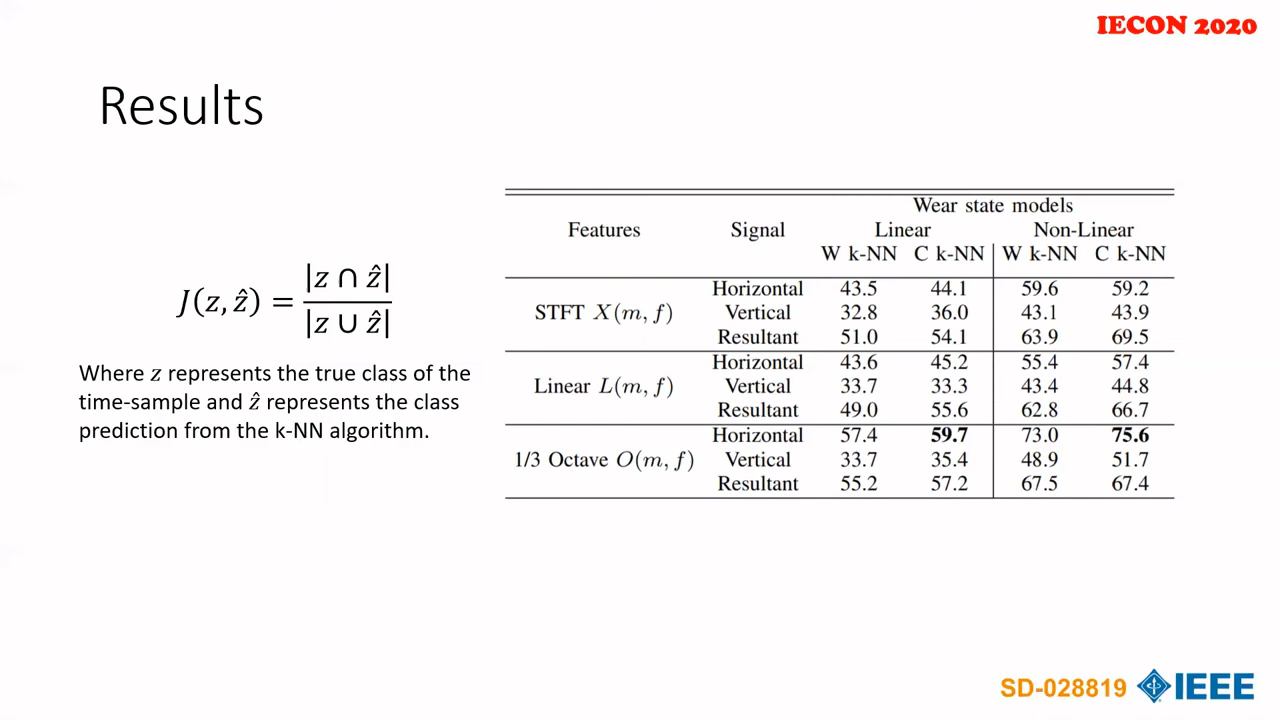 IECON 2020
Results
J(z, ẑ) = |z ∩ ẑ| / |z ∪ ẑ|
Where z represents the true class of the
time-sample and ẑ represents the class
prediction from the k-NN algorithm.
Wear state models
Features Signal Linear Non-Linear
W k-NN C k-NN W k-NN C k-NN
Horizontal 43.5 44.1 59.6 59.2
STFT X(m, f) Vertical 32.8 36.0 43.1 43.9
Resultant 51.0 54.1 63.9 69.5
Horizontal 43.6 45.2 55.4 57.4
Linear L(m, f) Vertical 33.7 33.3 43.4 44.8
Resultant 49.0 55.6 62.8 66.7
Horizontal 57.4 59.7 73.0 75.6
1/3 Octave O(m, f) Vertical 33.7 35.4 48.9 51.7
Resultant 55.2 57.2 67.5 67.4
SD-028819 IEEE